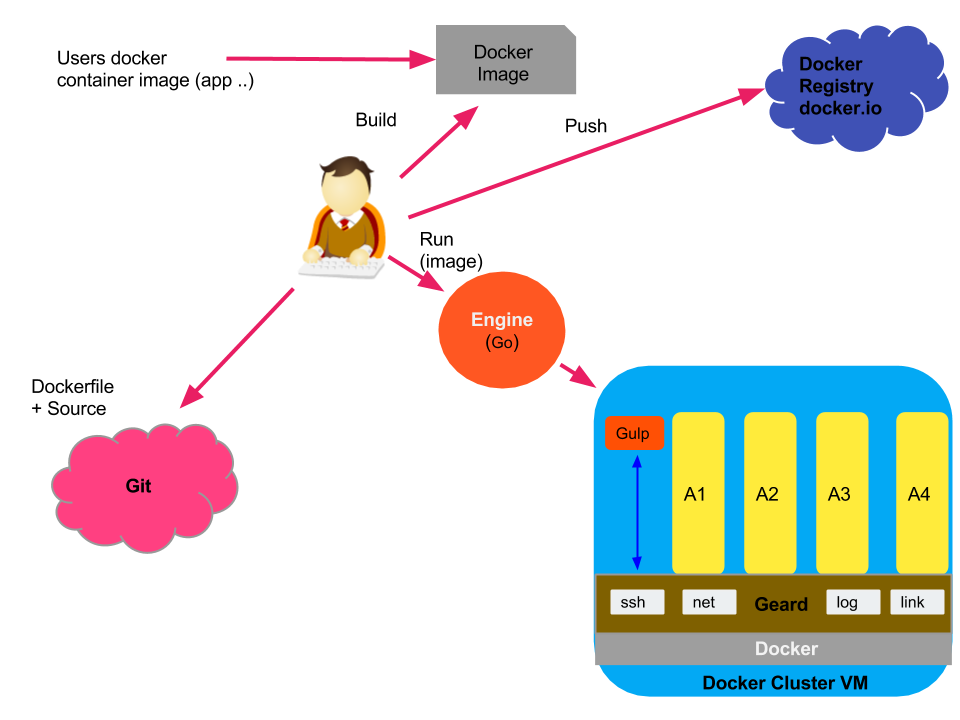 Users docker
container image (app ..)
Docker
Image
Docker
Registry
docker.io
Build
Push
Run
(image)
Engine
(Go)
Dockerfile
+ Source
Git
Gulp
A1
A2
A3
A4
ssh
net
Geard
log
link
Docker
Docker Cluster VM